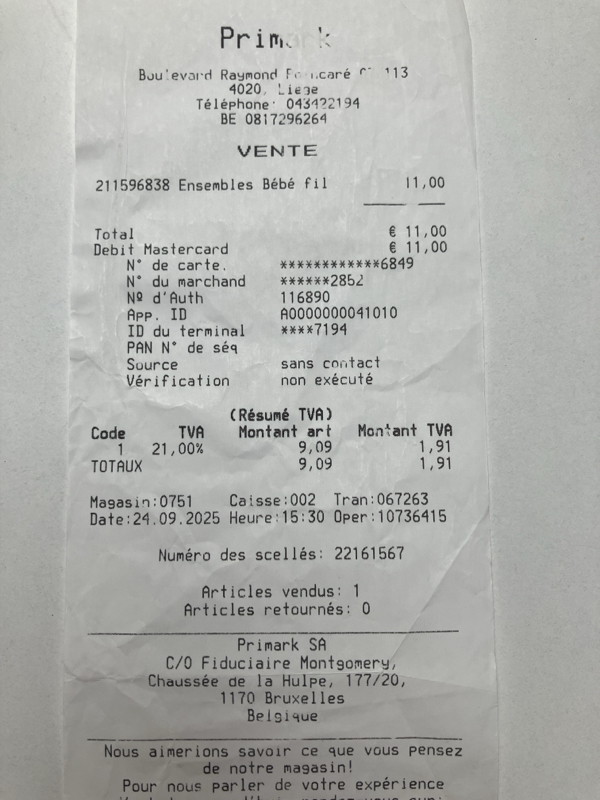 Primark
Boulevard Raymond 113
4020, Liège
Téléphone: 043422194
BE 0817296264
VENTE
211596838 Ensembles Bébé fil 11,00
Total € 11,00
Debit Mastercard € 11,00
N° de carte. ************6849
N° du marchand ******2852
Nº d'Auth 116890
App. ID A0000000041010
ID du terminal ****7194
PAN N° de séq
Source sans contact
Vérification non exécuté
(Résumé TVA)
Code TVA Montant art Montant TVA
1 21,00% 9,09 1,91
TOTAUX 9,09 1,91
Magasin:0751 Caisse:002 Tran:067263
Date:24.09.2025 Heure:15:30 Oper:10736415
Numéro des scellés: 22161567
Articles vendus: 1
Articles retournés: 0
Primark SA
C/O Fiduciaire Montgomery,
Chaussée de la Hulpe, 177/20,
1170 Bruxelles
Belgique
Nous aimerions savoir ce que vous pensez
de notre magasin!
Pour nous parler de votre expérience